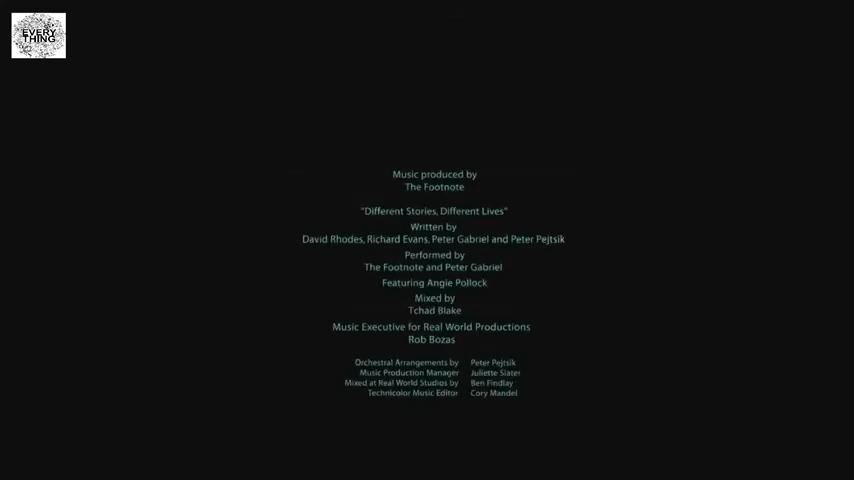 EVERY
THING
Music produced by
The Footnote
"Different Stories, Different Lives"
Written by
David Rhodes, Richard Evans, Peter Gabriel and Peter Pejtsik
Performed by
The Footnote and Peter Gabriel
Featuring Angie Pollock
Mixed by
Tchad Blake
Music Executive for Real World Productions
Rob Bozas
Orchestral Arrangements by Peter Pejtsik
Music Production Manager Juliette Slater
Mixed at Real World Studios by Ben Findlay
Technicolor Music Editor Cory Mandel